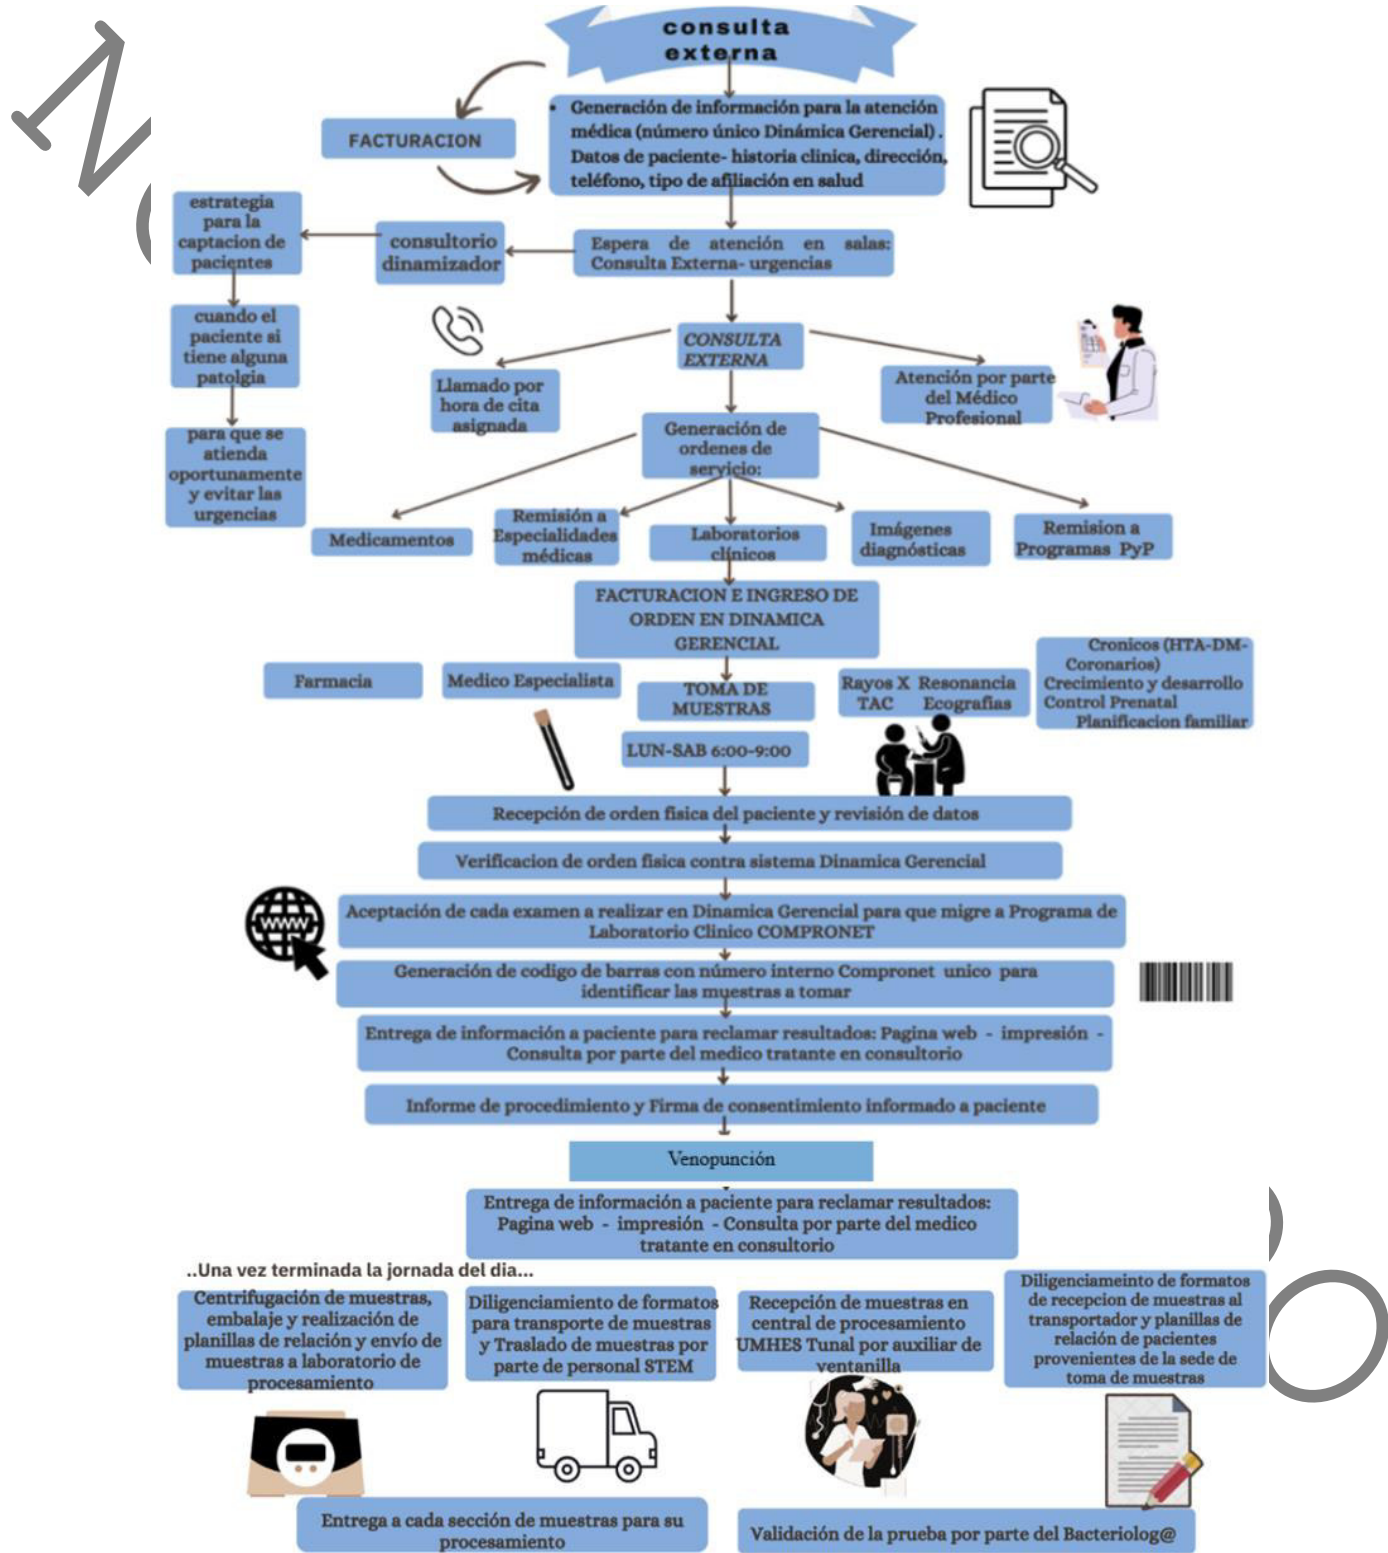 consulta
externa
FACTURACION
• Generación de información para la atención
médica (número único Dinámica Gerencial) .
Datos de paciente- historia clinica, dirección,
teléfono, tipo de afiliación en salud
estrategia
para la
captacion de
pacientes
consultorio
dinamizador
Espera de atención en salas:
Consulta Externa- urgencias
cuando el
paciente si
tiene alguna
patolgia
CONSULTA
EXTERNA
Llamado por
hora de cita
asignada
Atención por parte
del Médico
Profesional
para que se
atienda
oportunamente
y evitar las
urgencias
Generación de
ordenes de
servicio:
Medicamentos
Remisión a
Especialidades
médicas
Laboratorios
clínicos
Imágenes
diagnósticas
Remision a
Programas PyP
FACTURACION E INGRESO DE
ORDEN EN DINAMICA
GERENCIAL
Farmacia
Medico Especialista
TOMA DE
MUESTRAS
Rayos X Resonancia
TAC Ecografias
Cronicos (HTA-DM-
Coronarios)
Crecimiento y desarrollo
Control Prenatal
Planificacion familiar
LUN-SAB 6:00-9:00
Recepción de orden fisica del paciente y revisión de datos
Verificacion de orden fisica contra sistema Dinamica Gerencial
www
Aceptación de cada examen a realizar en Dinamica Gerencial para que migre a Programa de
Laboratorio Clinico COMPRONET
Generación de codigo de barras con número interno Compronet unico para
identificar las muestras a tomar
Entrega de información a paciente para reclamar resultados: Pagina web - impresión -
Consulta por parte del medico tratante en consultorio
Informe de procedimiento y Firma de consentimiento informado a paciente
Venopunción
Entrega de información a paciente para reclamar resultados:
Pagina web - impresión - Consulta por parte del medico
tratante en consultorio
..Una vez terminada la jornada del dia...
Centrifugación de muestras,
embalaje y realización de
planillas de relación y envío de
muestras a laboratorio de
procesamiento
Diligenciamiento de formatos
para transporte de muestras
y Traslado de muestras por
parte de personal STEM
Recepción de muestras en
central de procesamiento
UMHES Tunal por auxiliar de
ventanilla
Diligenciameinto de formatos
de recepcion de muestras al
transportador y planillas de
relación de pacientes
provenientes de la sede de
toma de muestras
Entrega a cada sección de muestras para su
procesamiento
Validación de la prueba por parte del Bacteriolog@